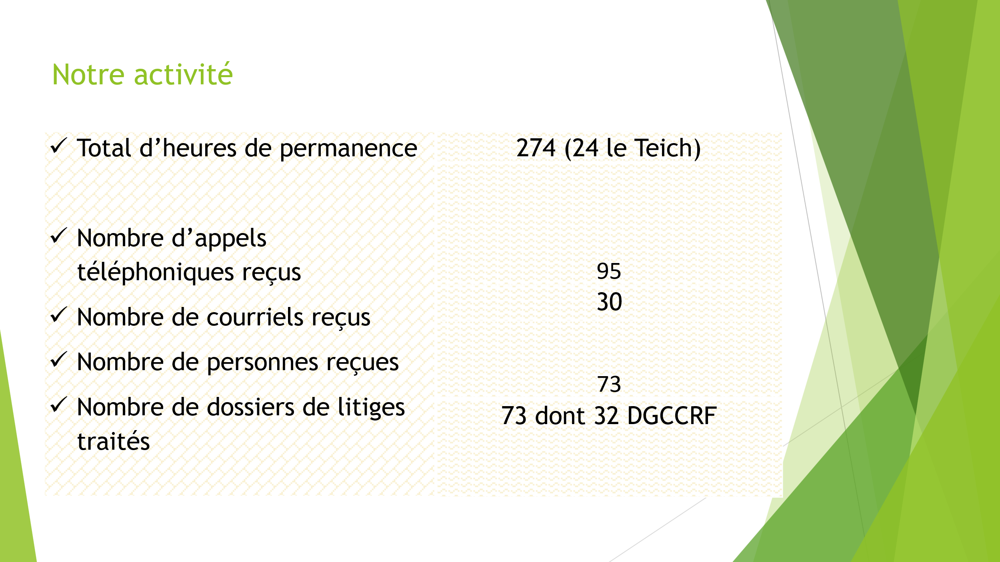 Notre activité
✓ Total d’heures de permanence 274 (24 le Teich)
✓ Nombre d’appels
téléphoniques reçus 95
✓ Nombre de courriels reçus 30
✓ Nombre de personnes reçues 73
✓ Nombre de dossiers de litiges 73 dont 32 DGCCRF
traités